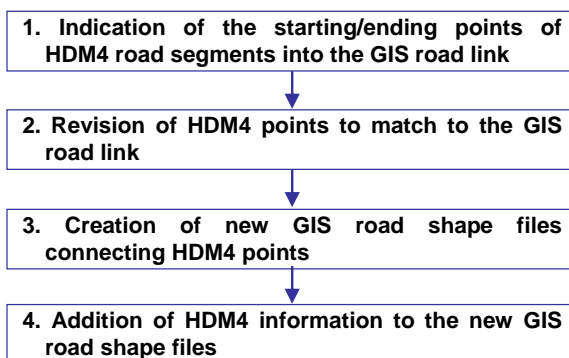 1. Indication of the starting/ending points of
HDM4 road segments into the GIS road link
2. Revision of HDM4 points to match to the GIS
road link
3. Creation of new GIS road shape files
connecting HDM4 points
4. Addition of HDM4 information to the new GIS
road shape files